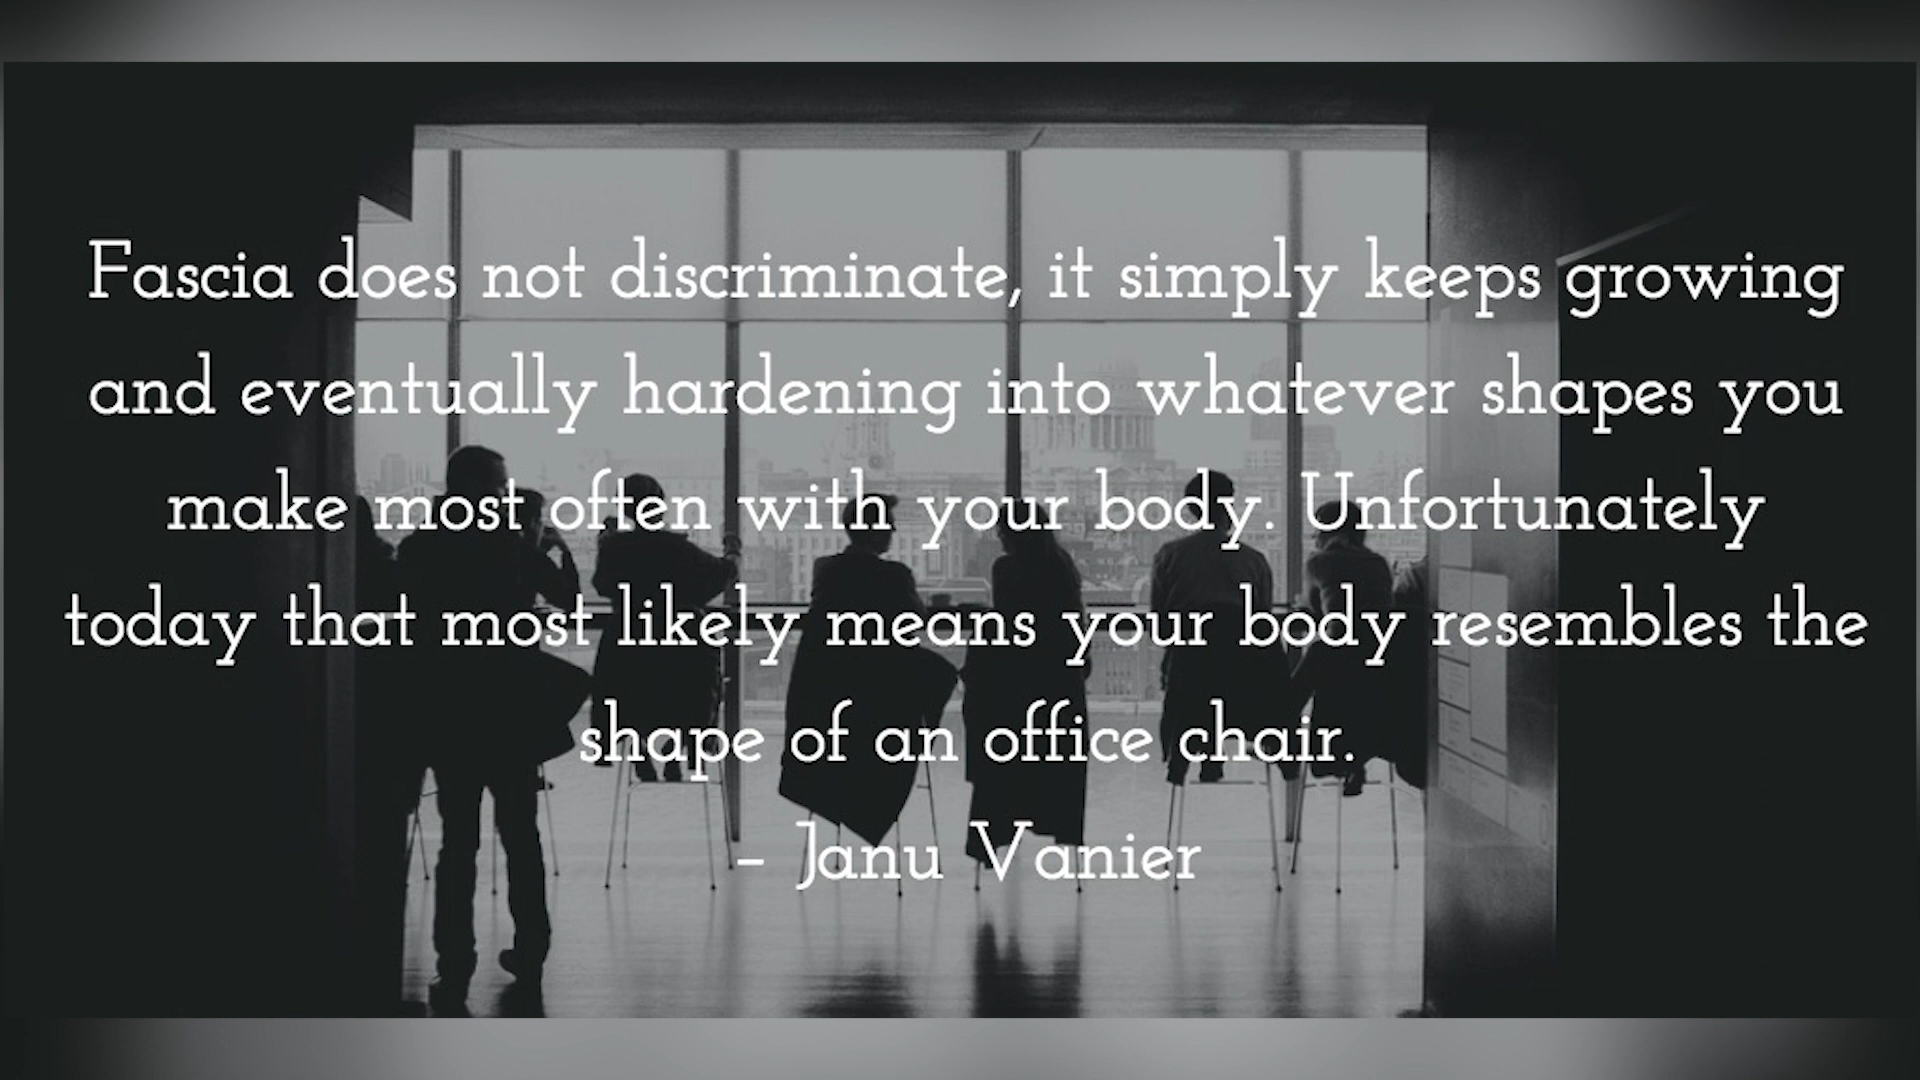 Fascia does not discriminate, it simply keeps growing
and eventually hardening into whatever shapes you
make most often with your body. Unfortunately
today that most likely means your body resembles the
shape of an office chair.
- Janu Vanier